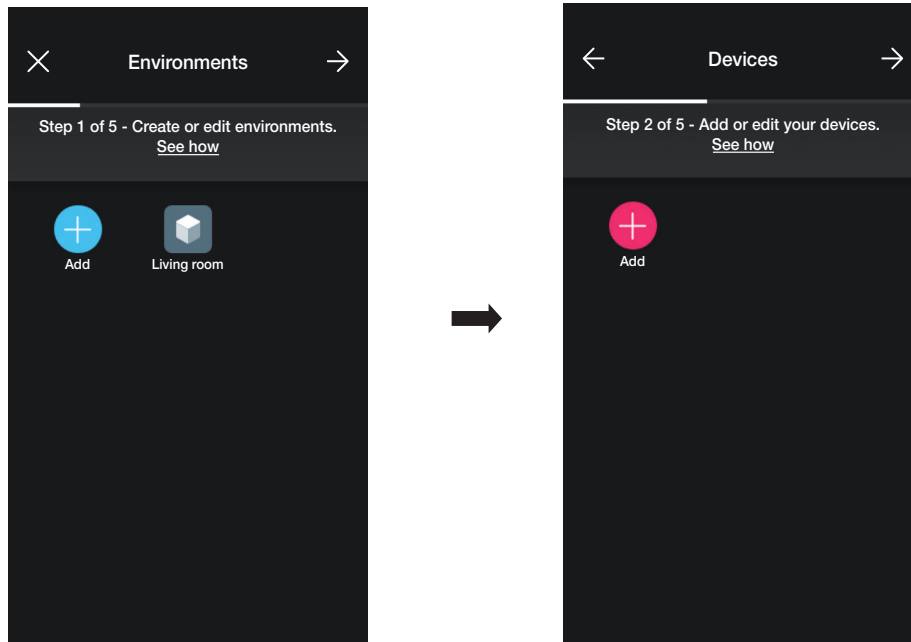 Environments
Step 1 of 5 - Create or edit environments.
See how
Add
Living room
Devices
Step 2 of 5 - Add or edit your devices.
See how
Add